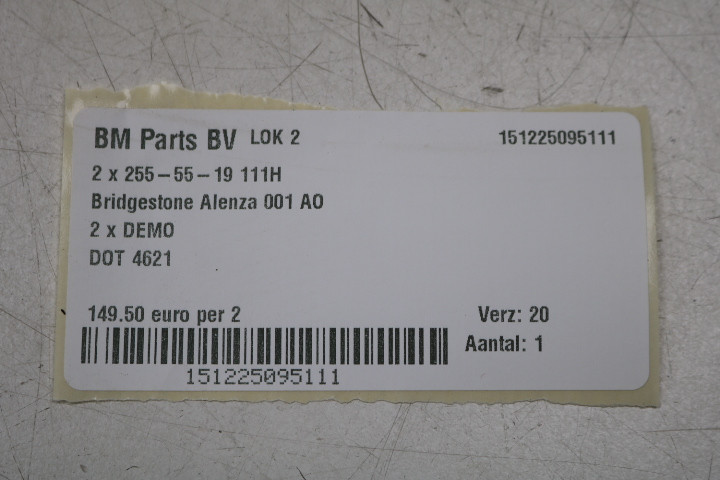 BM Parts BV LOK 2 151225095111
2 x 255-55-19 111H
Bridgestone Alenza 001 AO
2 x DEMO
DOT 4621
149.50 euro per 2 Verz: 20
Aantal: 1
151225095111